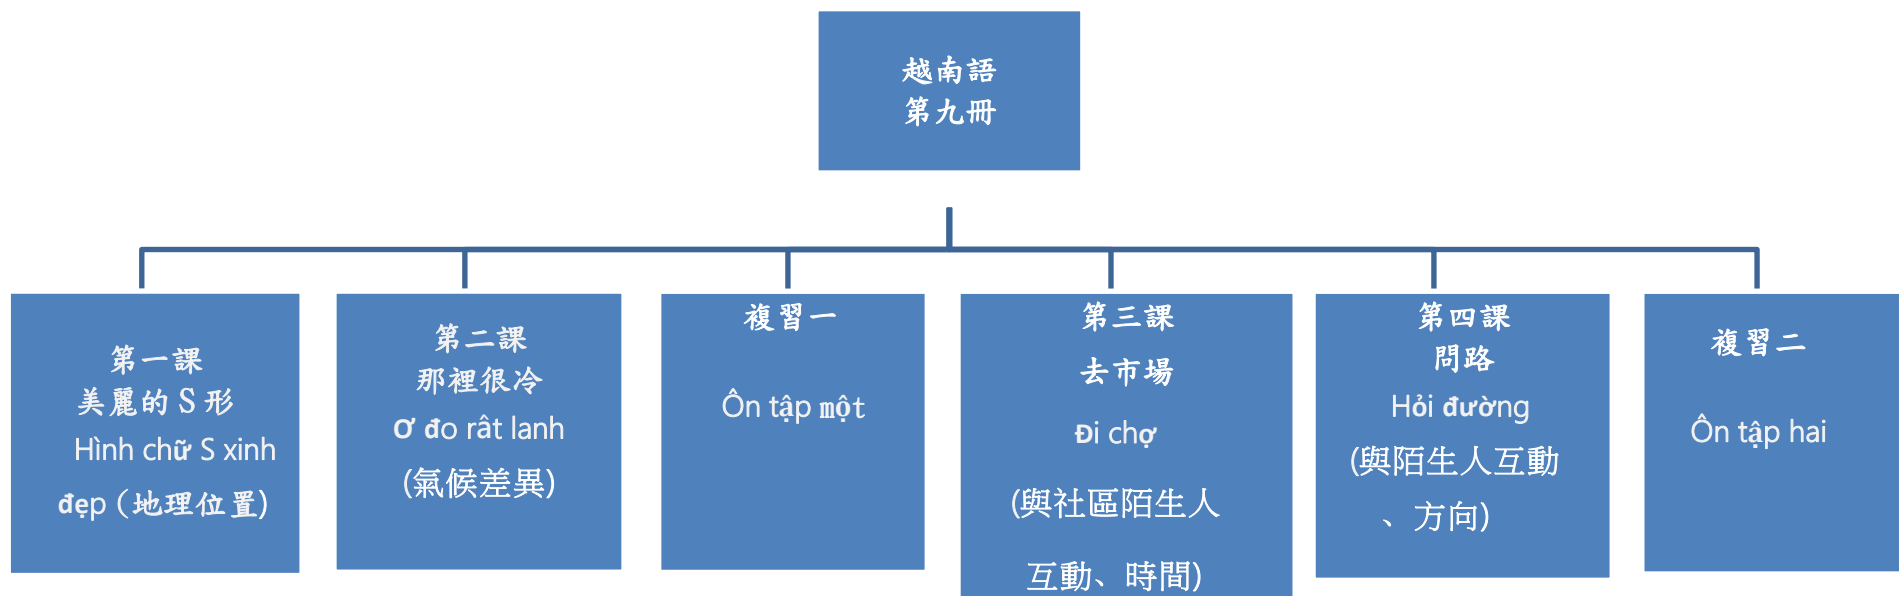 越南語
第九冊
第一課
美麗的S形
Hình chữ S xinh
đẹp (地理位置)
第二課
那裡很冷
Ơ đo rât lanh
(氣候差異)
複習一
Ôn tập một
第三課
去市場
Đi chợ
(與社區陌生人
互動、時間)
第四課
問路
Hỏi đường
(與陌生人互動
、方向)
複習二
Ôn tập hai